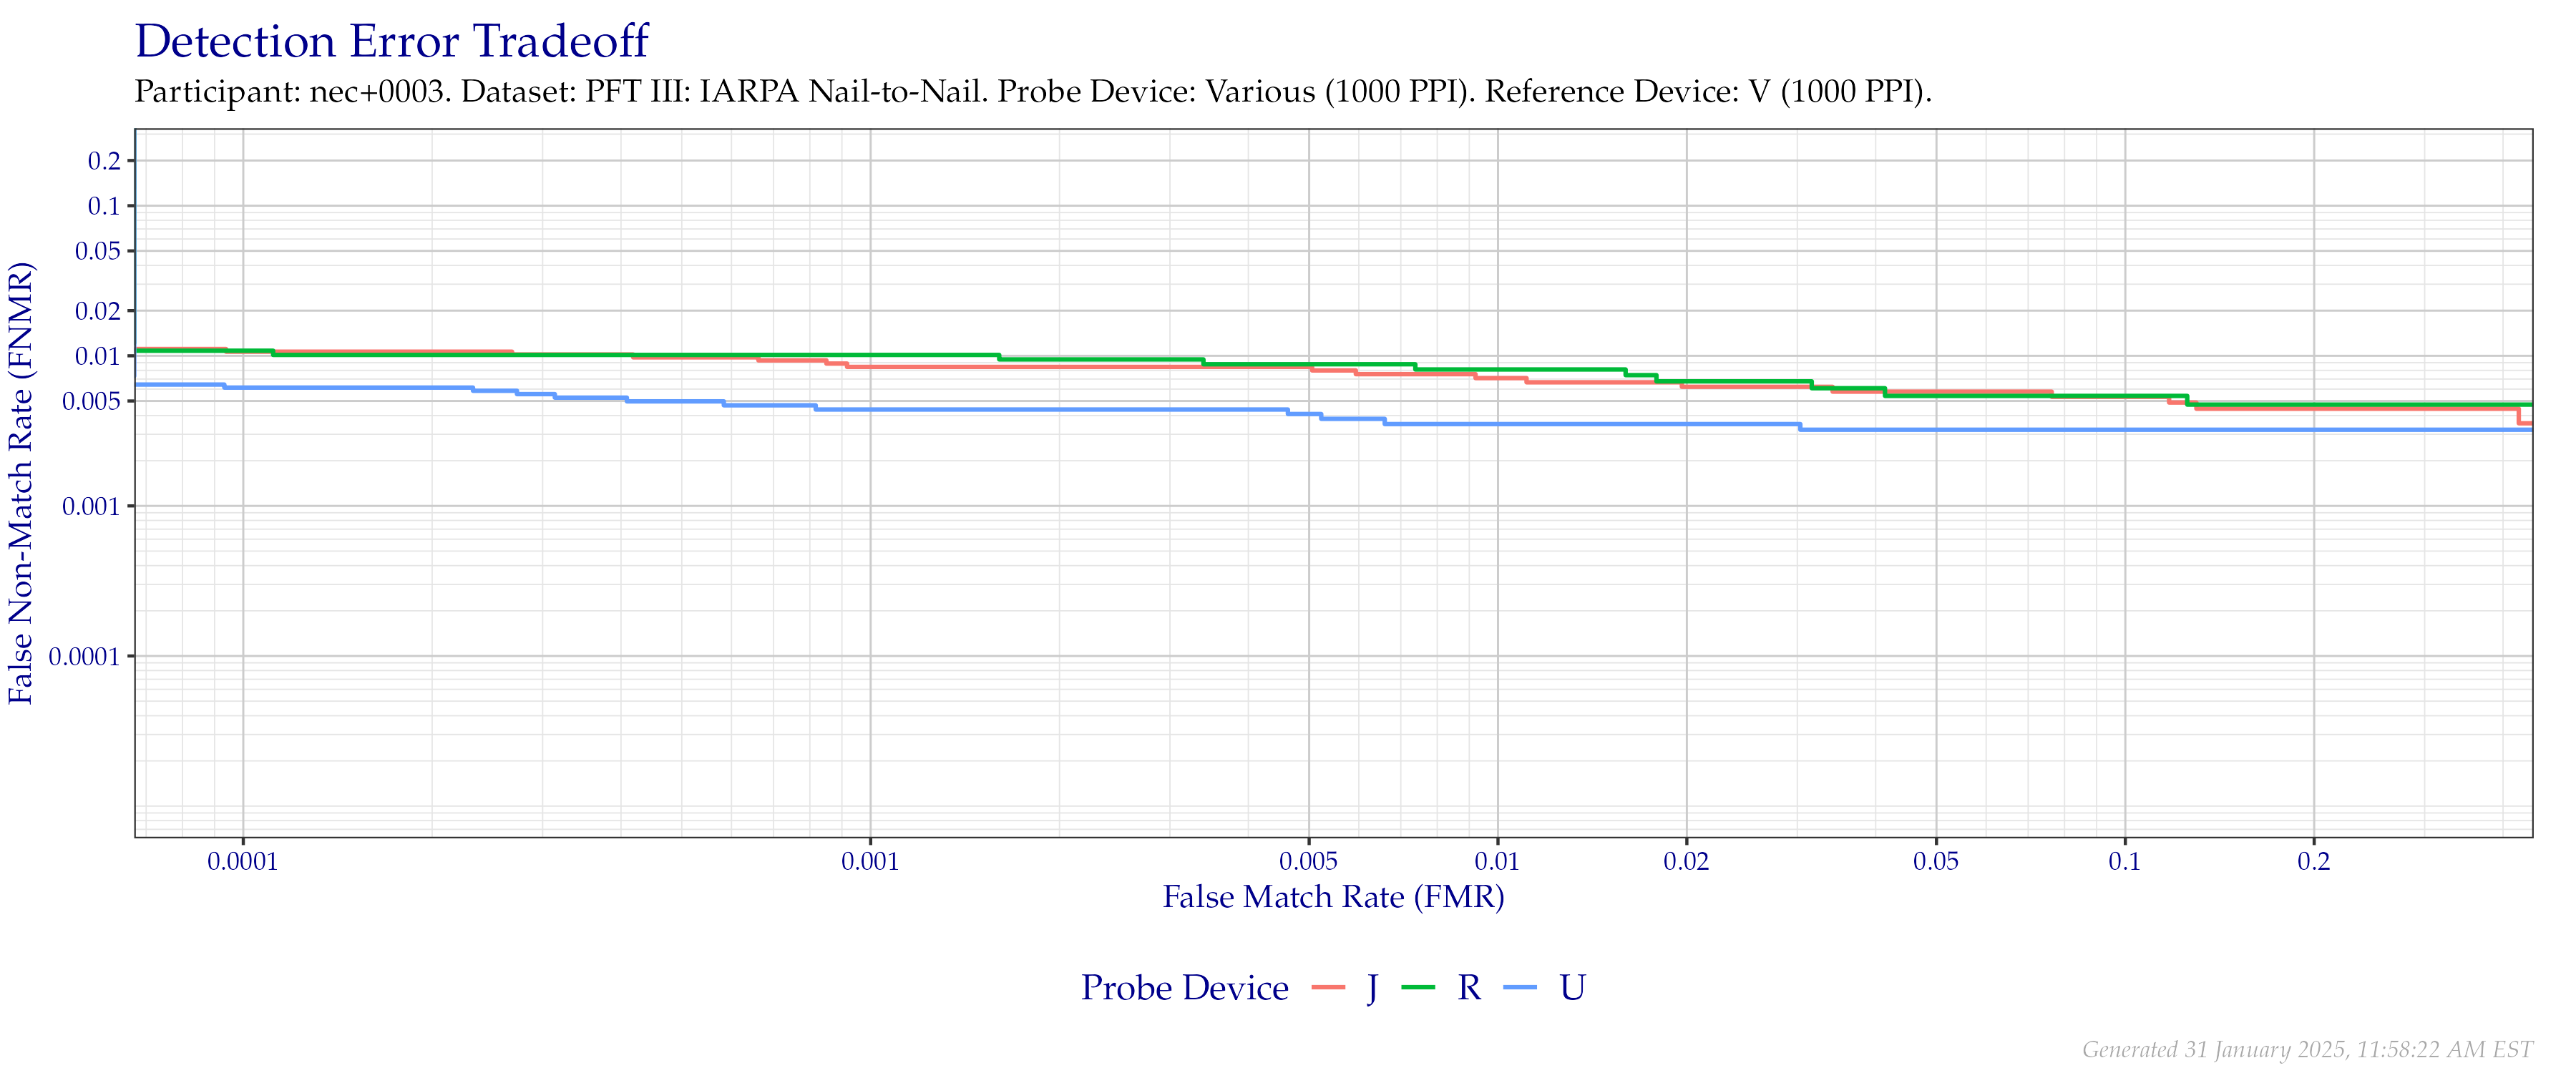 Detection Error Tradeoff
Participant: nec+0003. Dataset: PFT III: IARPA Nail-to-Nail. Probe Device: Various (1000 PPI). Reference Device: V (1000 PPI).
False Non-Match Rate (FNMR)
0.2
0.1
0.05
0.02
0.01
0.005
0.001
0.0001
0.0001 0.001 0.005 0.01 0.02 0.05 0.1 0.2
False Match Rate (FMR)
Probe Device J R U
Generated 31 January 2025, 11:58:22 AM EST